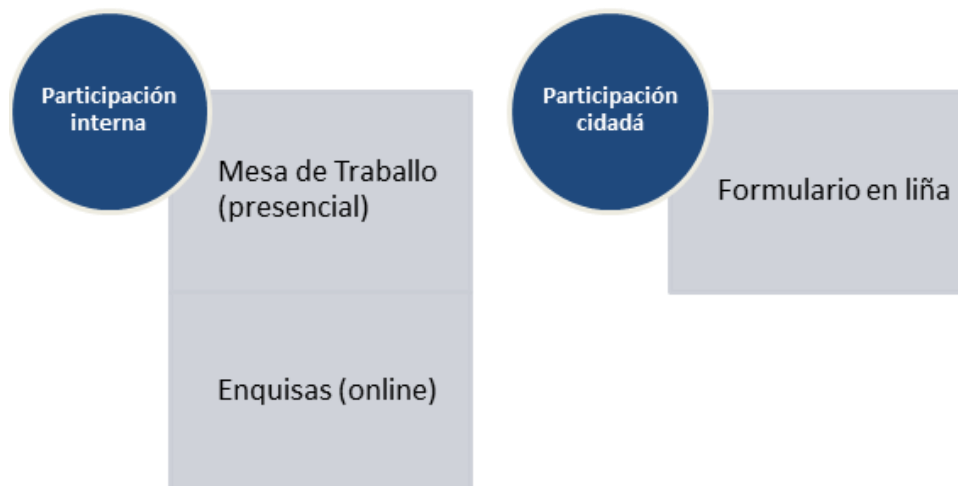 Participación
interna
Mesa de Traballo
(presencial)
Enquisas (online)
Participación
cidadá
Formulario en liña